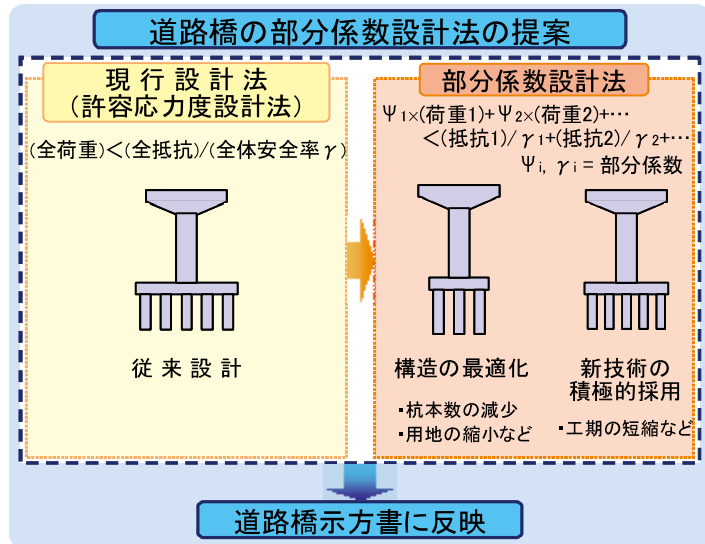 道路橋の部分係数設計法の提案
現行設計法
(許容応力度設計法)
(全荷重)<(全抵抗)/(全体安全率γ)
従来設計
部分係数設計法
Ψ1×(荷重1)+Ψ2×(荷重2)+…
<(抵抗1)/γ1+(抵抗2)/γ2+…
Ψi, γi = 部分係数
構造の最適化
・杭本数の減少
・用地の縮小など
新技術の
積極的採用
・工期の短縮など
道路橋示方書に反映